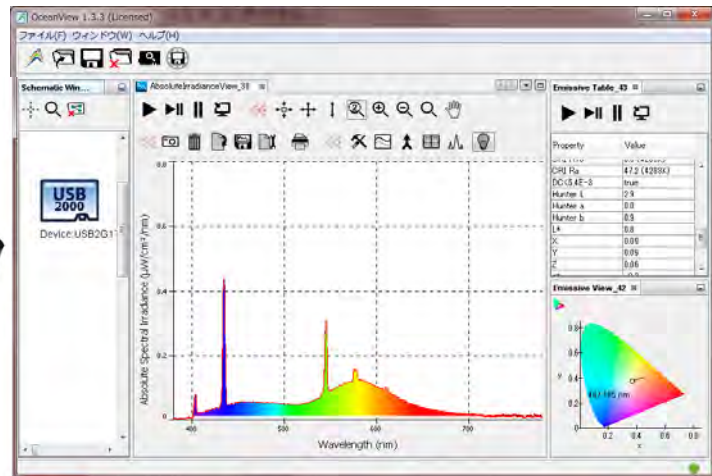 OceanView 1.3.3 (Licensed)
ファイル(F) ウィンドウ(W) ヘルプ(H)
Schematic Win...
USB
2000
Device:USB2G1
AbsoluteIrradianceView_39
Absolute Spectral Irradiance (μW/cm²/nm)
0.8
0.6
0.4
0.2
400
500
600
700
Wavelength (nm)
Emissive Table_43
Property Value
CRI Ra 47.2 (4289K)
DC<5.4E-3 true
Hunter L 2.9
Hunter a 0.0
Hunter b 0.9
L* 0.8
X 0.09
Y 0.09
Z 0.06
Emissive View_42
0.8
0.6
0.4
y
0.2
0.2
0.4
0.6
0.8
x